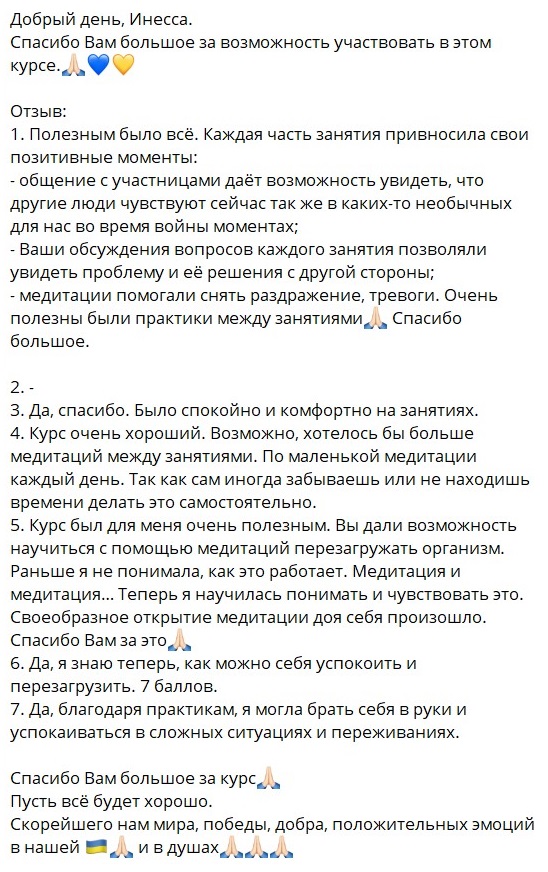 Добрый день, Инесса.
Спасибо Вам большое за возможность участвовать в этом
курсе.🙏🏻💙💛
Отзыв:
1. Полезным было всё. Каждая часть занятия привносила свои
позитивные моменты:
- общение с участницами даёт возможность увидеть, что
другие люди чувствуют сейчас так же в каких-то необычных
для нас во время войны моментах;
- Ваши обсуждения вопросов каждого занятия позволяли
увидеть проблему и её решения с другой стороны;
- медитации помогали снять раздражение, тревоги. Очень
полезны были практики между занятиями🙏🏻 Спасибо
большое.
2. -
3. Да, спасибо. Было спокойно и комфортно на занятиях.
4. Курс очень хороший. Возможно, хотелось бы больше
медитаций между занятиями. По маленькой медитации
каждый день. Так как сам иногда забываешь или не находишь
времени делать это самостоятельно.
5. Курс был для меня очень полезным. Вы дали возможность
научиться с помощью медитаций перезагружать организм.
Раньше я не понимала, как это работает. Медитация и
медитация... Теперь я научилась понимать и чувствовать это.
Своеобразное открытие медитации доя себя произошло.
Спасибо Вам за это🙏🏻
6. Да, я знаю теперь, как можно себя успокоить и
перезагрузить. 7 баллов.
7. Да, благодаря практикам, я могла брать себя в руки и
успокаиваться в сложных ситуациях и переживаниях.
Спасибо Вам большое за курс🙏🏻
Пусть всё будет хорошо.
Скорейшего нам мира, победы, добра, положительных эмоций
в нашей 🇺🇦🙏🏻 и в душах🙏🏻🙏🏻🙏🏻